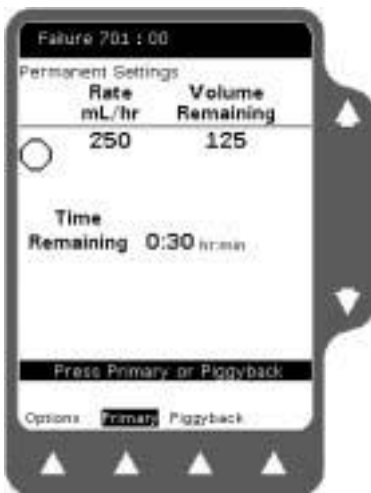 Failure 701 : 00
Permanent Settings
Rate Volume
mL/hr Remaining
250 125
Time
Remaining 0:30 hr:min
Press Primary or Piggyback
Options Primary Piggyback